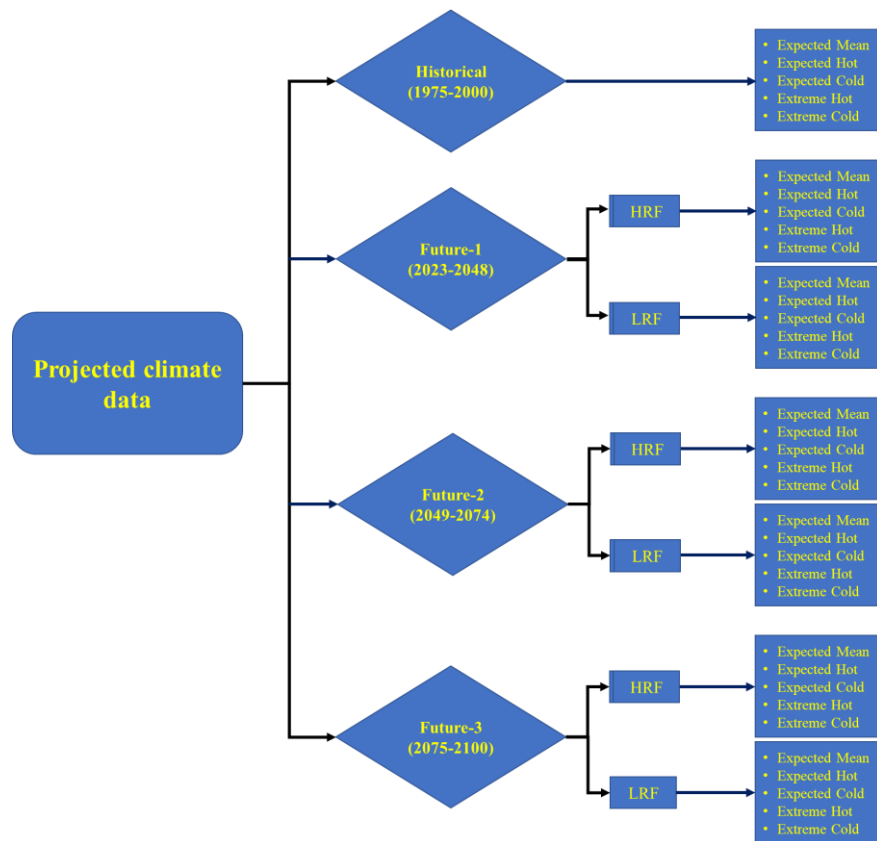 Projected climate
data
Historical
(1975-2000)
• Expected Mean
• Expected Hot
• Expected Cold
• Extreme Hot
• Extreme Cold
Future-1
(2023-2048)
HRF
• Expected Mean
• Expected Hot
• Expected Cold
• Extreme Hot
• Extreme Cold
LRF
• Expected Mean
• Expected Hot
• Expected Cold
• Extreme Hot
• Extreme Cold
Future-2
(2049-2074)
HRF
• Expected Mean
• Expected Hot
• Expected Cold
• Extreme Hot
• Extreme Cold
LRF
• Expected Mean
• Expected Hot
• Expected Cold
• Extreme Hot
• Extreme Cold
Future-3
(2075-2100)
HRF
• Expected Mean
• Expected Hot
• Expected Cold
• Extreme Hot
• Extreme Cold
LRF
• Expected Mean
• Expected Hot
• Expected Cold
• Extreme Hot
• Extreme Cold